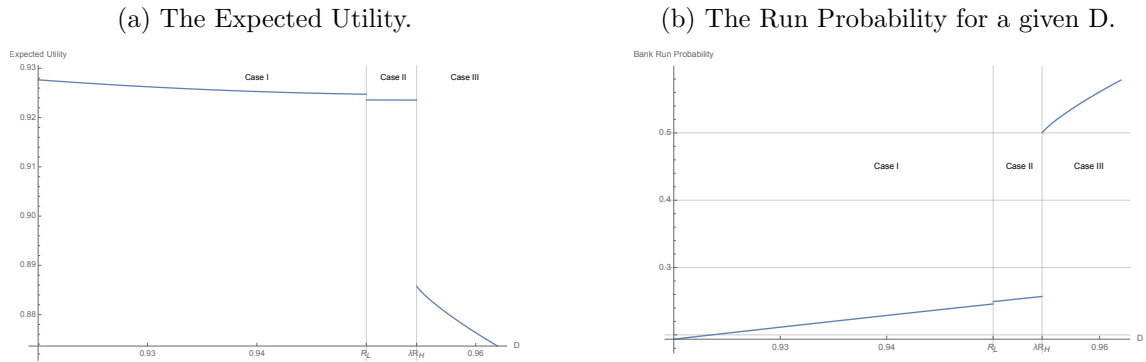 (a) The Expected Utility.
Expected Utility
0.93
0.92
0.91
0.90
0.89
0.88
Case I
Case II
Case III
0.93
0.94
R_L
λR_H
0.96
D
(b) The Run Probability for a given D.
Bank Run Probability
0.5
0.4
0.3
0.2
Case I
Case II
Case III
0.93
0.94
R_L
λR_H
0.96
D